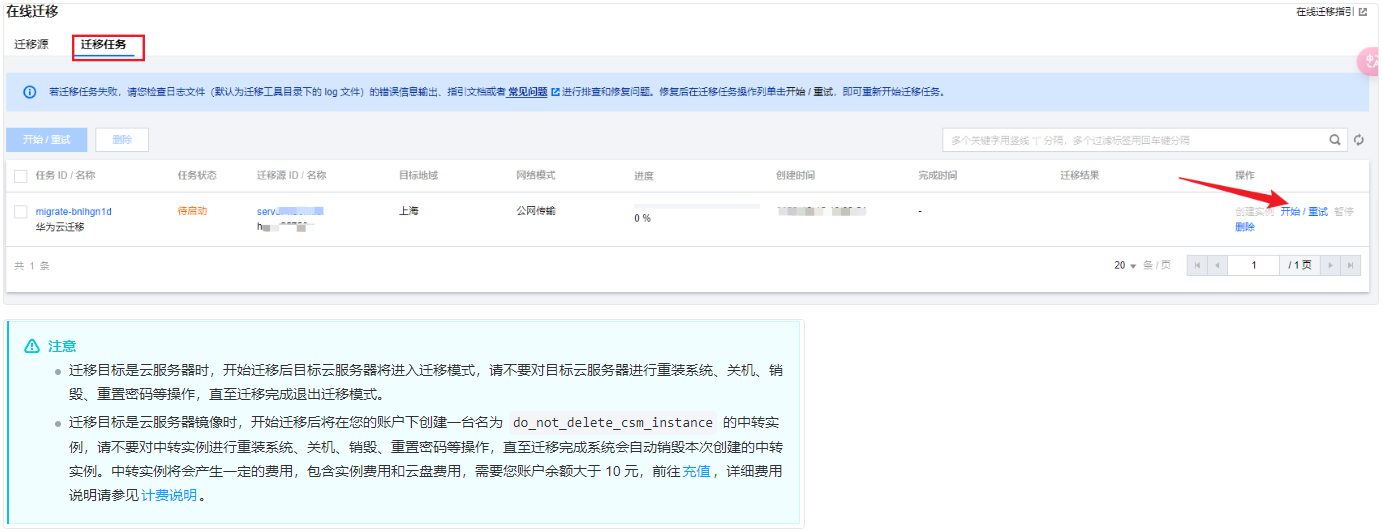 在线迁移
在线迁移指引
迁移源
迁移任务
若迁移任务失败，请您检查日志文件（默认为迁移工具目录下的 log 文件）的错误信息输出、指引文档或者 常见问题 进行排查和修复问题。修复后在迁移任务操作列单击开始 / 重试，即可重新开始迁移任务。
开始 / 重试
删除
多个关键字用竖线 "|" 分隔，多个过滤标签用回车键分隔
任务 ID / 名称 任务状态 迁移源 ID / 名称 目标地域 网络模式 进度 创建时间 完成时间 迁移结果 操作
migrate-bnlhgn1d 待启动 上海 公网传输 0 % - 创建实例 开始 / 重试 暂停
华为云迁移 删除
共 1 条 20 条 / 页 1 / 1 页
注意
迁移目标是云服务器时，开始迁移后目标云服务器将进入迁移模式，请不要对目标云服务器进行重装系统、关机、销
毁、重置密码等操作，直至迁移完成退出迁移模式。
迁移目标是云服务器镜像时，开始迁移后将在您的账户下创建一台名为 do_not_delete_csm_instance 的中转实
例，请不要对中转实例进行重装系统、关机、销毁、重置密码等操作，直至迁移完成系统会自动销毁本次创建的中转
实例。中转实例将会产生一定的费用，包含实例费用和云盘费用，需要您账户余额大于 10 元，前往 充值 ，详细费用
说明请参见 计费说明 。